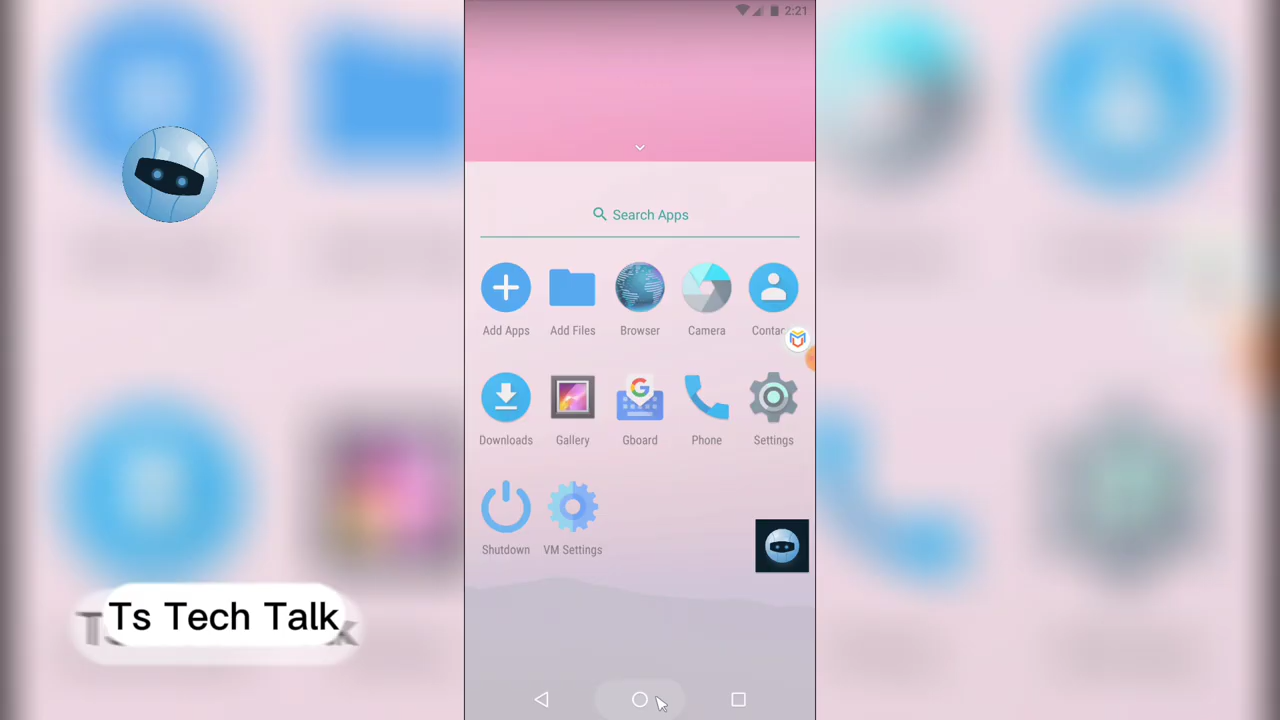 2:21
Search Apps
Add Apps
Add Files
Browser
Camera
Contac
Downloads
Gallery
Gboard
Phone
Settings
Shutdown
VM Settings
Ts Tech Talk